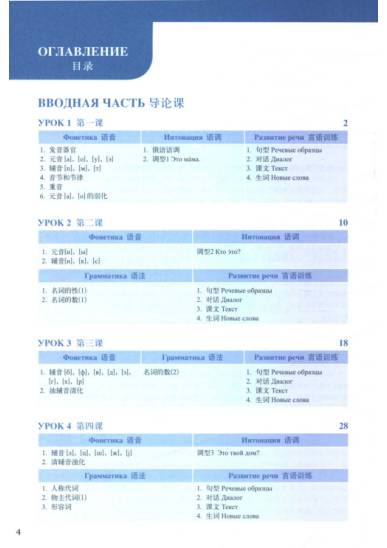 ОГЛАВЛЕНИЕ
目录
ВВОДНАЯ ЧАСТЬ 导论课
УРОК 1 第一课 2
Фонетика 语音 Интонация 语调 Развитие речи 言语训练
1. 发音器官 1. 俄语语调 1. 句型 Речевые образцы
2. 元音[а]、[о]、[у]、[э] 2. 调型1 Это мáма. 2. 对话 Диалог
3. 辅音[п]、[м]、[т] 3. 课文 Текст
4. 音节和节律 4. 生词 Новые слова
5. 重音
6. 元音[а]、[о]的弱化
УРОК 2 第二课 10
Фонетика 语音 Интонация 语调
1. 元音[и]、[ы] 调型2 Кто это?
2. 辅音[н]、[к]、[с]
Грамматика 语法 Развитие речи 言语训练
1. 名词的性(1) 1. 句型 Речевые образцы
2. 名词的数(1) 2. 对话 Диалог
3. 课文 Текст
4. 生词 Новые слова
УРОК 3 第三课 18
Фонетика 语音 Грамматика 语法 Развитие речи 言语训练
1. 辅音[б]、[ф]、[в]、[д]、[з]、 名词的数(2) 1. 句型 Речевые образцы
[г]、[х]、[р] 2. 对话 Диалог
2. 浊辅音清化 3. 课文 Текст
4. 生词 Новые слова
УРОК 4 第四课 28
Фонетика 语音 Интонация 语调
1. 辅音[л]、[ц]、[ш]、[ж]、[j] 调型3 Это твой дом?
2. 清辅音浊化
Грамматика 语法 Развитие речи 言语训练
1. 人称代词 1. 句型 Речевые образцы
2. 物主代词(1) 2. 对话 Диалог
3. 形容词 3. 课文 Текст
4. 生词 Новые слова
4